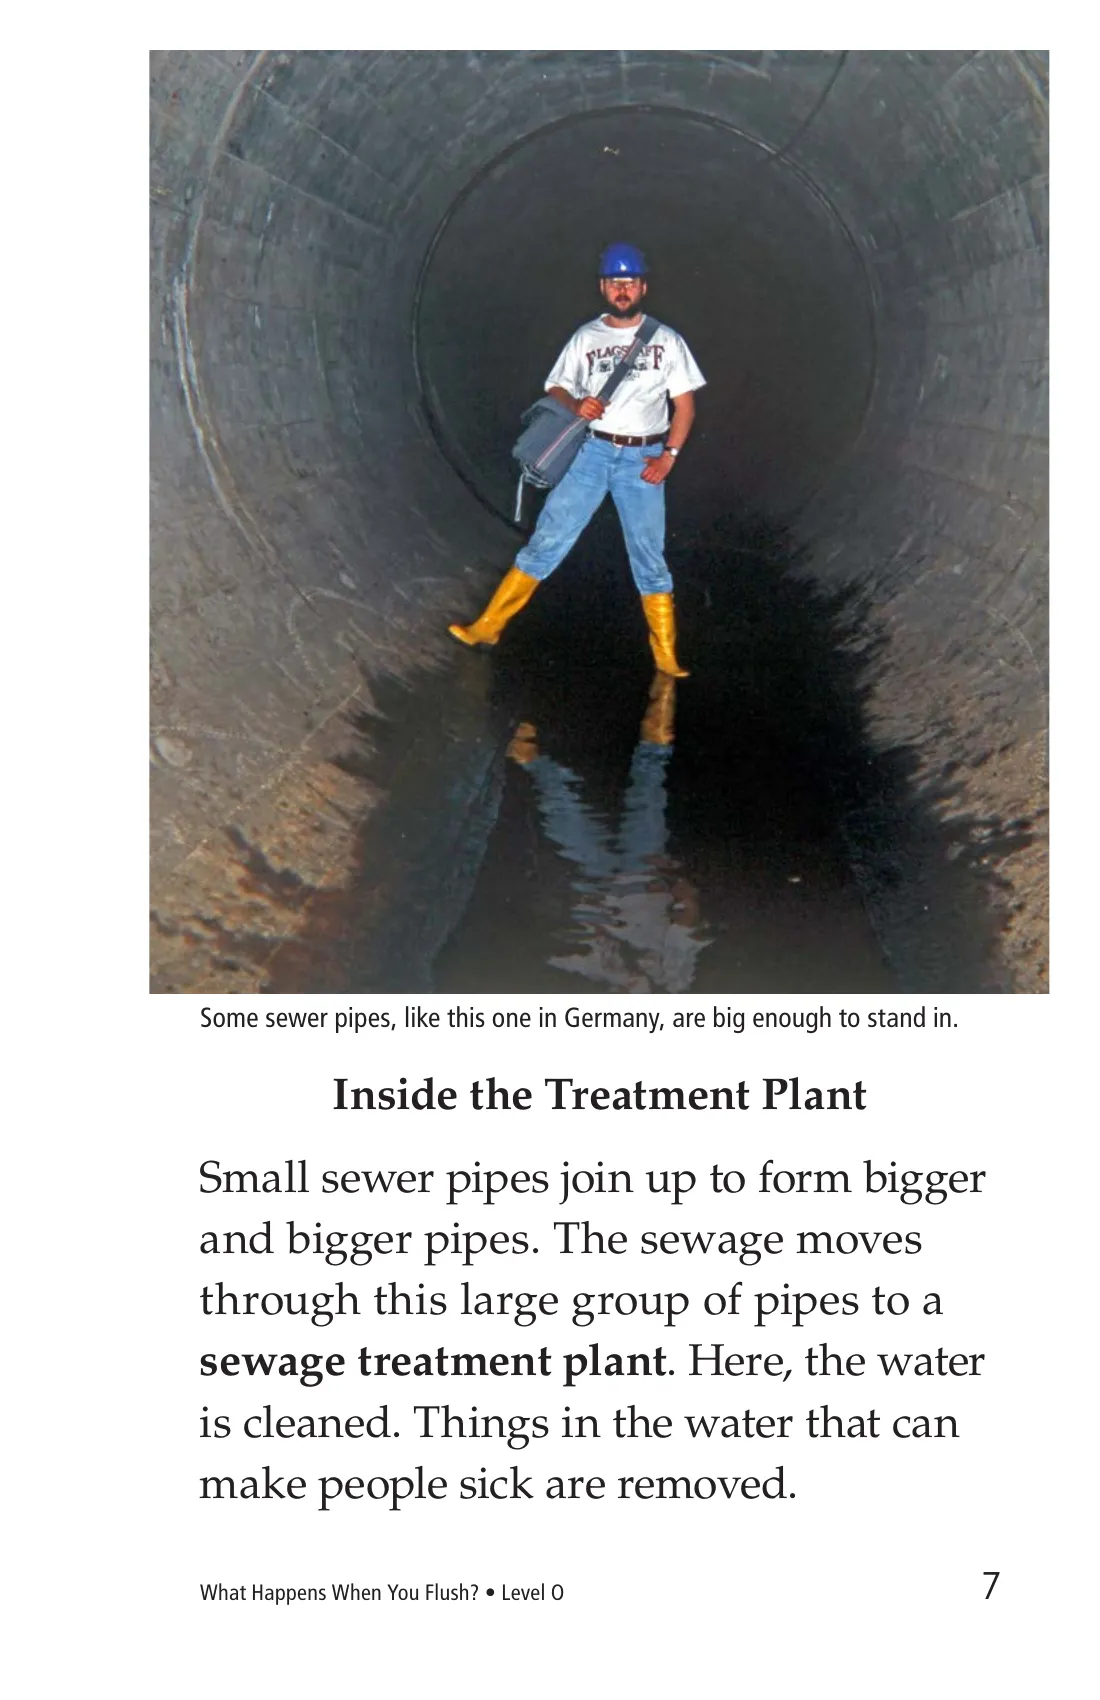 FLAGSTAFF
Some sewer pipes, like this one in Germany, are big enough to stand in.
Inside the Treatment Plant
Small sewer pipes join up to form bigger
and bigger pipes. The sewage moves
through this large group of pipes to a
sewage treatment plant. Here, the water
is cleaned. Things in the water that can
make people sick are removed.
What Happens When You Flush? • Level O
7